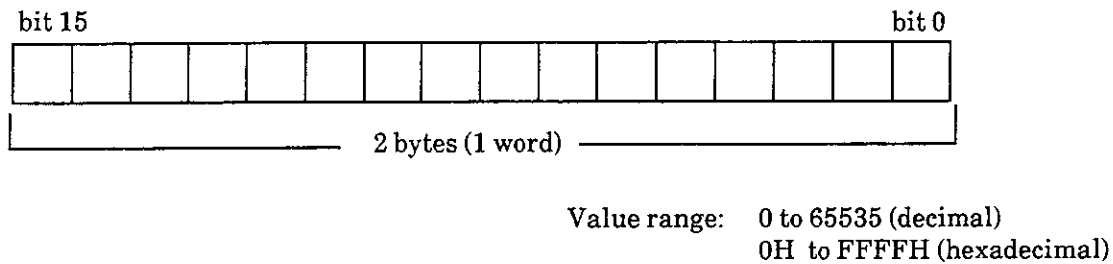 bit 15 bit 0
2 bytes (1 word)
Value range: 0 to 65535 (decimal)
0H to FFFFH (hexadecimal)